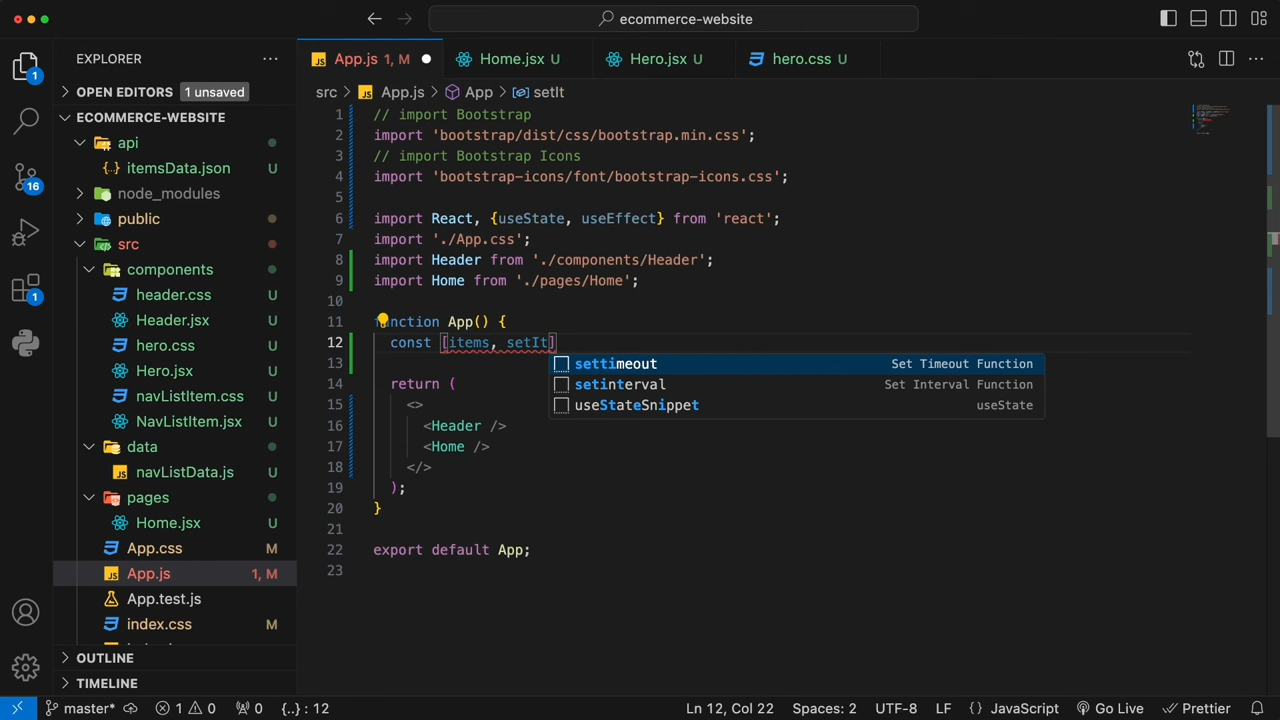 ecommerce-website
EXPLORER
App.js 1, M
Home.jsx U
Hero.jsx U
hero.css U
OPEN EDITORS 1 unsaved
src > App.js > App > setIt
ECOMMERCE-WEBSITE
api
itemsData.json U
node_modules
public
src
components
header.css U
Header.jsx U
hero.css U
Hero.jsx U
navListItem.css U
NavListItem.jsx U
data
navListData.js U
pages
Home.jsx U
App.css M
App.js 1, M
App.test.js
index.css M
OUTLINE
TIMELINE
1
16
1
1 // import Bootstrap
2 import 'bootstrap/dist/css/bootstrap.min.css';
3 // import Bootstrap Icons
4 import 'bootstrap-icons/font/bootstrap-icons.css';
5
6 import React, {useState, useEffect} from 'react';
7 import './App.css';
8 import Header from './components/Header';
9 import Home from './pages/Home';
10
11 function App() {
12 const [items, setIt]
13
14 return (
15 <>
16 <Header />
17 <Home />
18 </>
19 );
20 }
21
22 export default App;
23
settimeout Set Timeout Function
setinterval Set Interval Function
useStateSnippet useState
master* 1 0 0 {..} : 12
Ln 12, Col 22 Spaces: 2 UTF-8 LF {} JavaScript Go Live Prettier